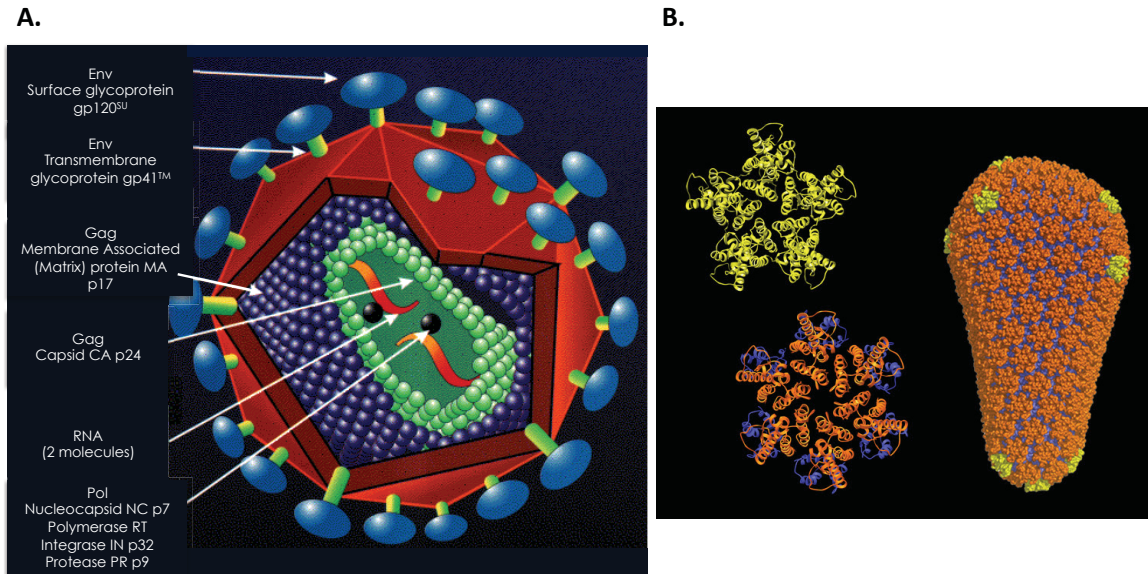 A.
B.
Env
Surface glycoprotein
gp120SU
Env
Transmembrane
glycoprotein gp41TM
Gag
Membrane Associated
(Matrix) protein MA
p17
Gag
Capsid CA p24
RNA
(2 molecules)
Pol
Nucleocapsid NC p7
Polymerase RT
Integrase IN p32
Protease PR p9